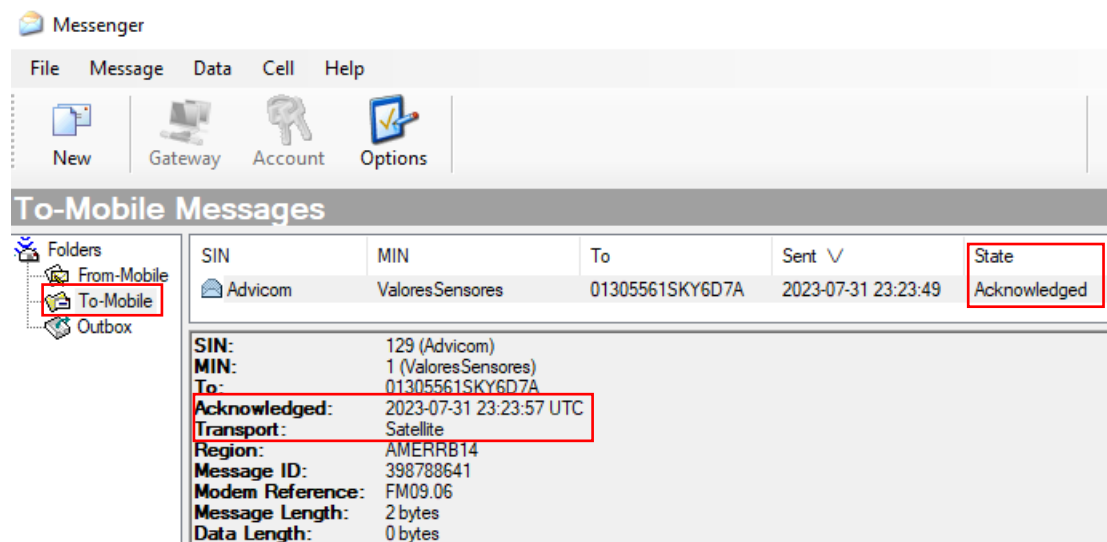 Messenger
File Message Data Cell Help
New Gateway Account Options
To-Mobile Messages
Folders
From-Mobile
To-Mobile
Outbox
SIN MIN To Sent State
Advicom ValoresSensores 01305561SKY6D7A 2023-07-31 23:23:49 Acknowledged
SIN: 129 (Advicom)
MIN: 1 (ValoresSensores)
To: 01305561SKY6D7A
Acknowledged: 2023-07-31 23:23:57 UTC
Transport: Satellite
Region: AMERRB14
Message ID: 398788641
Modem Reference: FM09.06
Message Length: 2 bytes
Data Length: 0 bytes